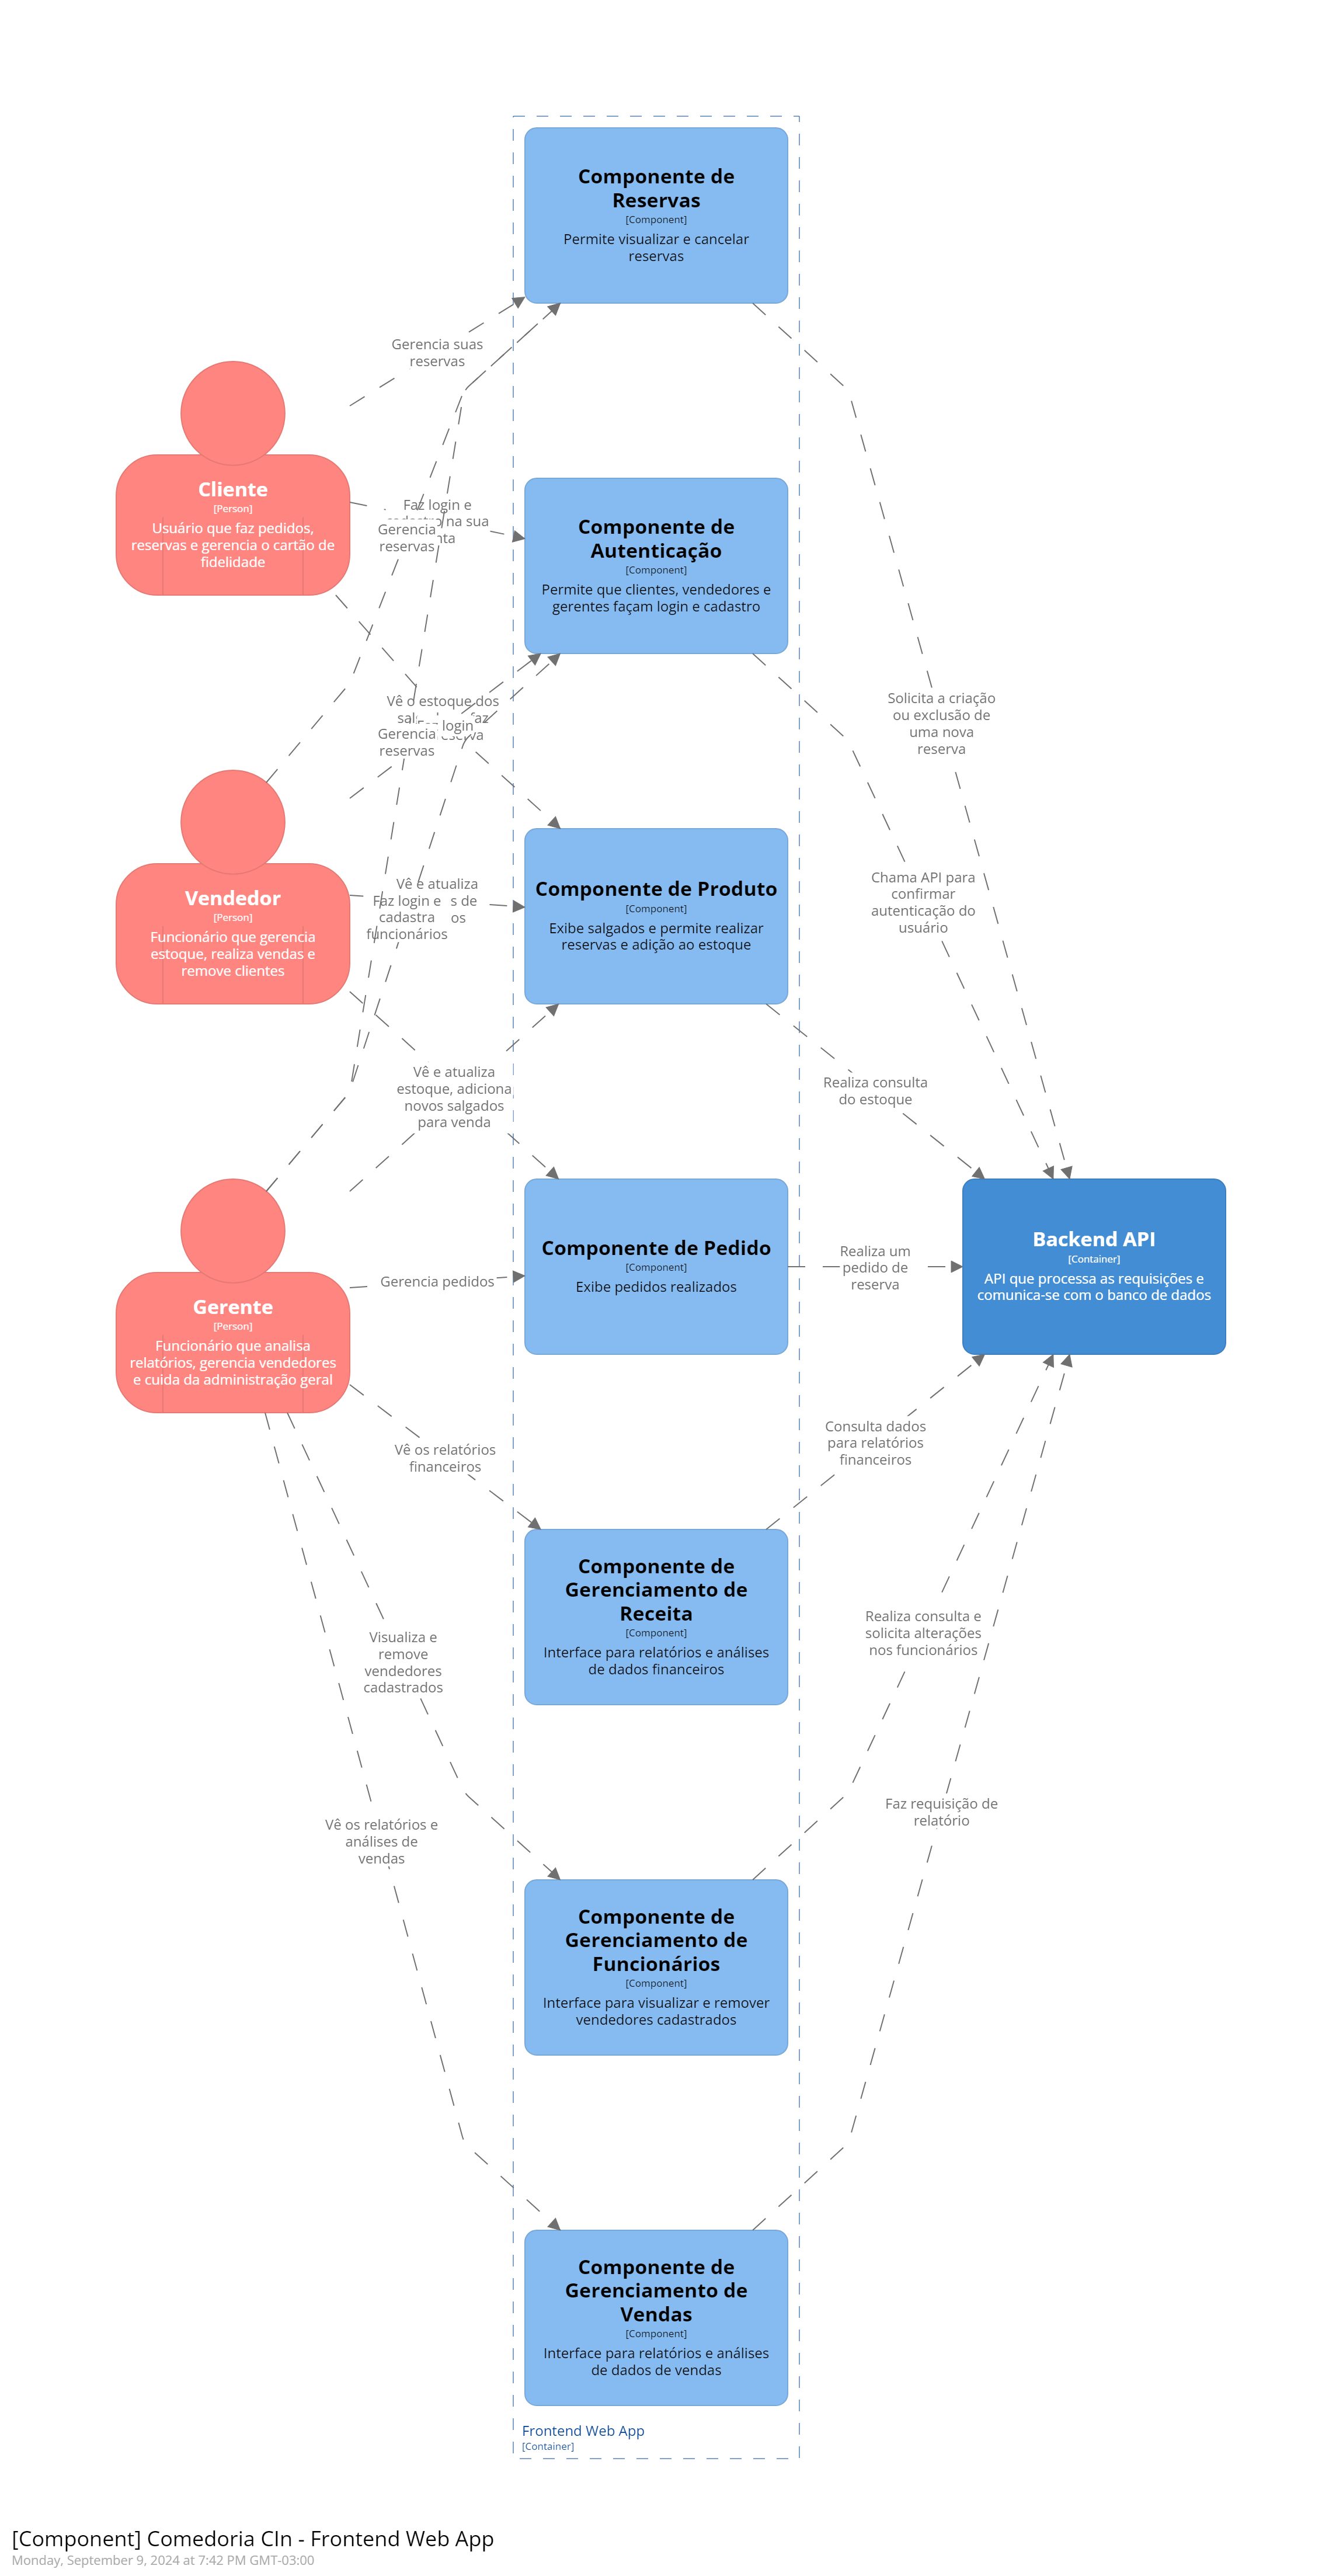 Componente de
Reservas
[Component]
Permite visualizar e cancelar
reservas
Gerencia suas
reservas
Cliente
[Person]
Usuário que faz pedidos,
reservas e gerencia o cartão de
fidelidade
Faz login e
na sua
Gerencia
reservas
Componente de
Autenticação
[Component]
Permite que clientes, vendedores e
gerentes façam login e cadastro
Solicita a criação
ou exclusão de
uma nova
reserva
Vê o estoque dos
faz
login
Gerencia
reservas
Vendedor
[Person]
Funcionário que gerencia
estoque, realiza vendas e
remove clientes
Vê e atualiza
Faz login e
cadastra
funcionários
s de
os
Componente de Produto
[Component]
Exibe salgados e permite realizar
reservas e adição ao estoque
Chama API para
confirmar
autenticação do
usuário
Vê e atualiza
estoque, adiciona
novos salgados
para venda
Realiza consulta
do estoque
Gerente
[Person]
Funcionário que analisa
relatórios, gerencia vendedores
e cuida da administração geral
Gerencia pedidos
Componente de Pedido
[Component]
Exibe pedidos realizados
Realiza um
pedido de
reserva
Backend API
[Container]
API que processa as requisições e
comunica-se com o banco de dados
Vê os relatórios
financeiros
Consulta dados
para relatórios
financeiros
Componente de
Gerenciamento de
Receita
[Component]
Interface para relatórios e análises
de dados financeiros
Visualiza e
remove
vendedores
cadastrados
Realiza consulta e
solicita alterações
nos funcionários
Vê os relatórios e
análises de
vendas
Faz requisição de
relatório
Componente de
Gerenciamento de
Funcionários
[Component]
Interface para visualizar e remover
vendedores cadastrados
Componente de
Gerenciamento de
Vendas
[Component]
Interface para relatórios e análises
de dados de vendas
Frontend Web App
[Container]
[Component] Comedoria CIn - Frontend Web App
Monday, September 9, 2024 at 7:42 PM GMT-03:00